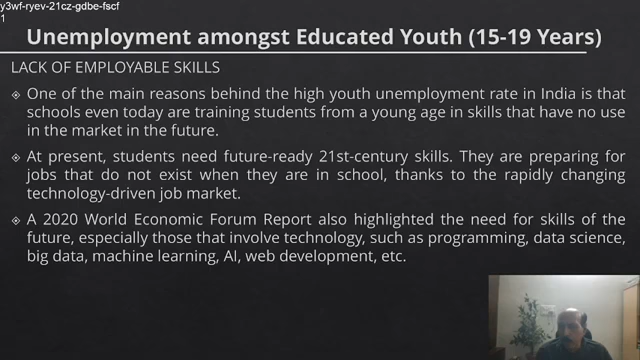 y3wf-ryev-21cz-gdbe-fscf
1
Unemployment amongst Educated Youth (15-19 Years)
LACK OF EMPLOYABLE SKILLS
One of the main reasons behind the high youth unemployment rate in India is that
schools even today are training students from a young age in skills that have no use
in the market in the future.
At present, students need future-ready 21st-century skills. They are preparing for
jobs that do not exist when they are in school, thanks to the rapidly changing
technology-driven job market.
A 2020 World Economic Forum Report also highlighted the need for skills of the
future, especially those that involve technology, such as programming, data science,
big data, machine learning, AI, web development, etc.